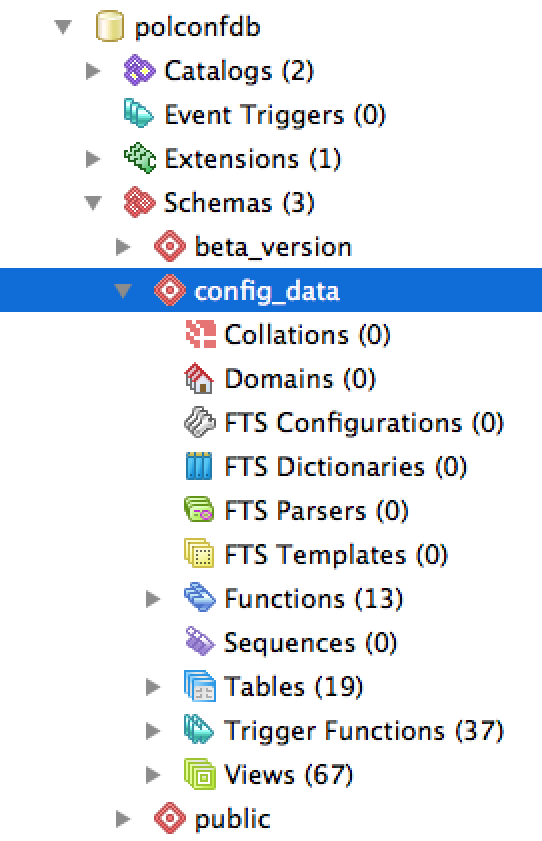 polconfdb
Catalogs (2)
Event Triggers (0)
Extensions (1)
Schemas (3)
beta_version
config_data
Collations (0)
Domains (0)
FTS Configurations (0)
FTS Dictionaries (0)
FTS Parsers (0)
FTS Templates (0)
Functions (13)
Sequences (0)
Tables (19)
Trigger Functions (37)
Views (67)
public